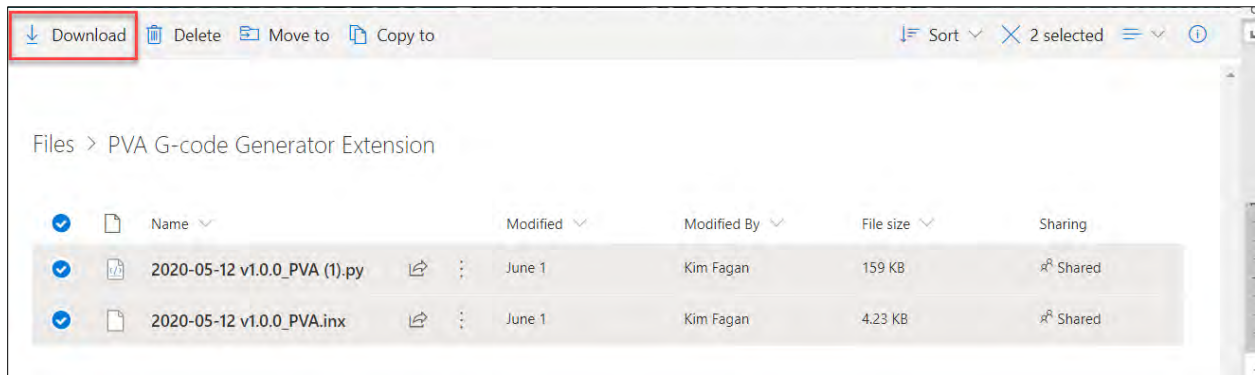 Download Delete Move to Copy to Sort 2 selected
Files > PVA G-code Generator Extension
Name Modified Modified By File size Sharing
2020-05-12 v1.0.0_PVA (1).py June 1 Kim Fagan 159 KB Shared
2020-05-12 v1.0.0_PVA.inx June 1 Kim Fagan 4.23 KB Shared